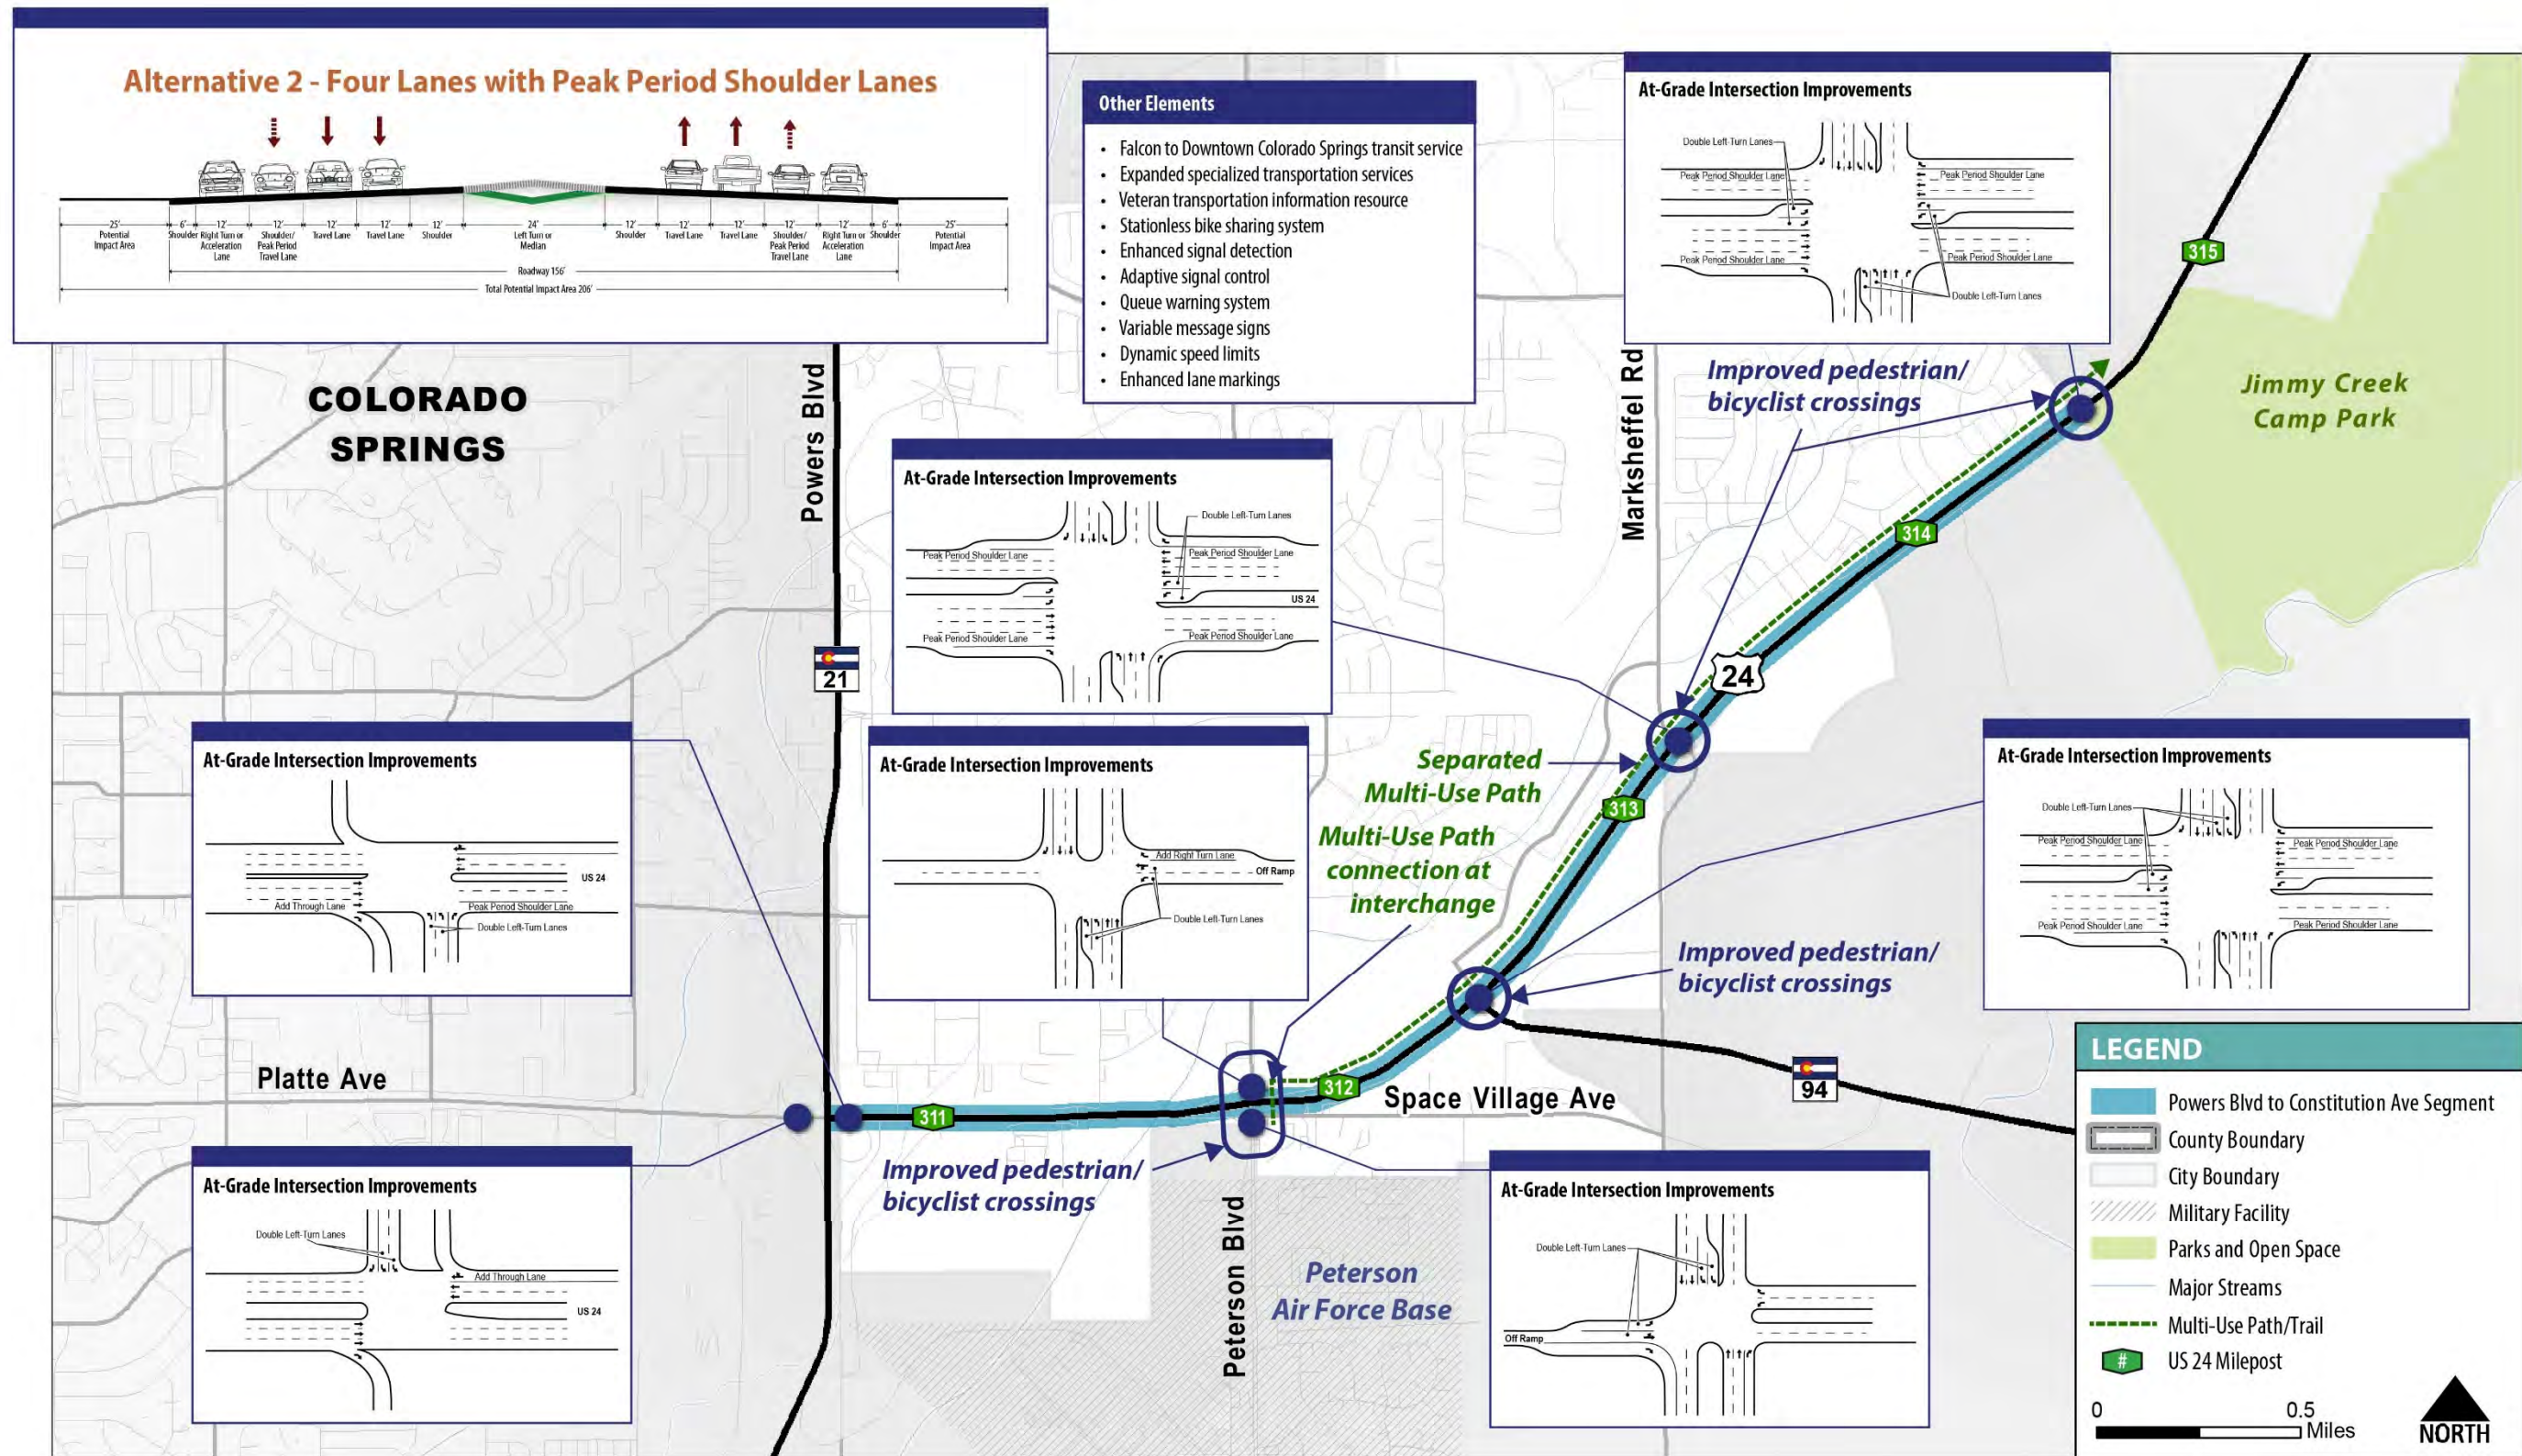 Alternative 2 - Four Lanes with Peak Period Shoulder Lanes
25'
Potential
Impact Area
6'
Shoulder
12'
Right Turn or
Acceleration
Lane
12'
Shoulder/
Peak Period
Travel Lane
12'
Travel Lane
12'
Travel Lane
12'
Shoulder
24'
Left Turn or
Median
12'
Shoulder
12'
Travel Lane
12'
Travel Lane
12'
Shoulder/
Peak Period
Travel Lane
12'
Right Turn or
Acceleration
Lane
6'
Shoulder
25'
Potential
Impact Area
Roadway 156'
Total Potential Impact Area 206'
Other Elements
• Falcon to Downtown Colorado Springs transit service
• Expanded specialized transportation services
• Veteran transportation information resource
• Stationless bike sharing system
• Enhanced signal detection
• Adaptive signal control
• Queue warning system
• Variable message signs
• Dynamic speed limits
• Enhanced lane markings
At-Grade Intersection Improvements
Double Left-Turn Lanes
Peak Period Shoulder Lane
Peak Period Shoulder Lane
Peak Period Shoulder Lane
Peak Period Shoulder Lane
Double Left-Turn Lanes
315
COLORADO
SPRINGS
Powers Blvd
Marksheffel Rd
Improved pedestrian/
bicyclist crossings
Jimmy Creek
Camp Park
At-Grade Intersection Improvements
Double Left-Turn Lanes
Peak Period Shoulder Lane
Peak Period Shoulder Lane
US 24
Peak Period Shoulder Lane
Peak Period Shoulder Lane
314
21
24
At-Grade Intersection Improvements
US 24
Add Through Lane
Peak Period Shoulder Lane
Double Left-Turn Lanes
At-Grade Intersection Improvements
Add Right Turn Lane
Off Ramp
Double Left-Turn Lanes
Separated
Multi-Use Path
313
Multi-Use Path
connection at
interchange
At-Grade Intersection Improvements
Double Left-Turn Lanes
Peak Period Shoulder Lane
Peak Period Shoulder Lane
Peak Period Shoulder Lane
Peak Period Shoulder Lane
Improved pedestrian/
bicyclist crossings
Platte Ave
311
312
Space Village Ave
94
At-Grade Intersection Improvements
Double Left-Turn Lanes
Add Through Lane
US 24
Improved pedestrian/
bicyclist crossings
Peterson Blvd
Peterson
Air Force Base
At-Grade Intersection Improvements
Double Left-Turn Lanes
Off Ramp
LEGEND
Powers Blvd to Constitution Ave Segment
County Boundary
City Boundary
Military Facility
Parks and Open Space
Major Streams
Multi-Use Path/Trail
# US 24 Milepost
0 0.5
Miles
NORTH